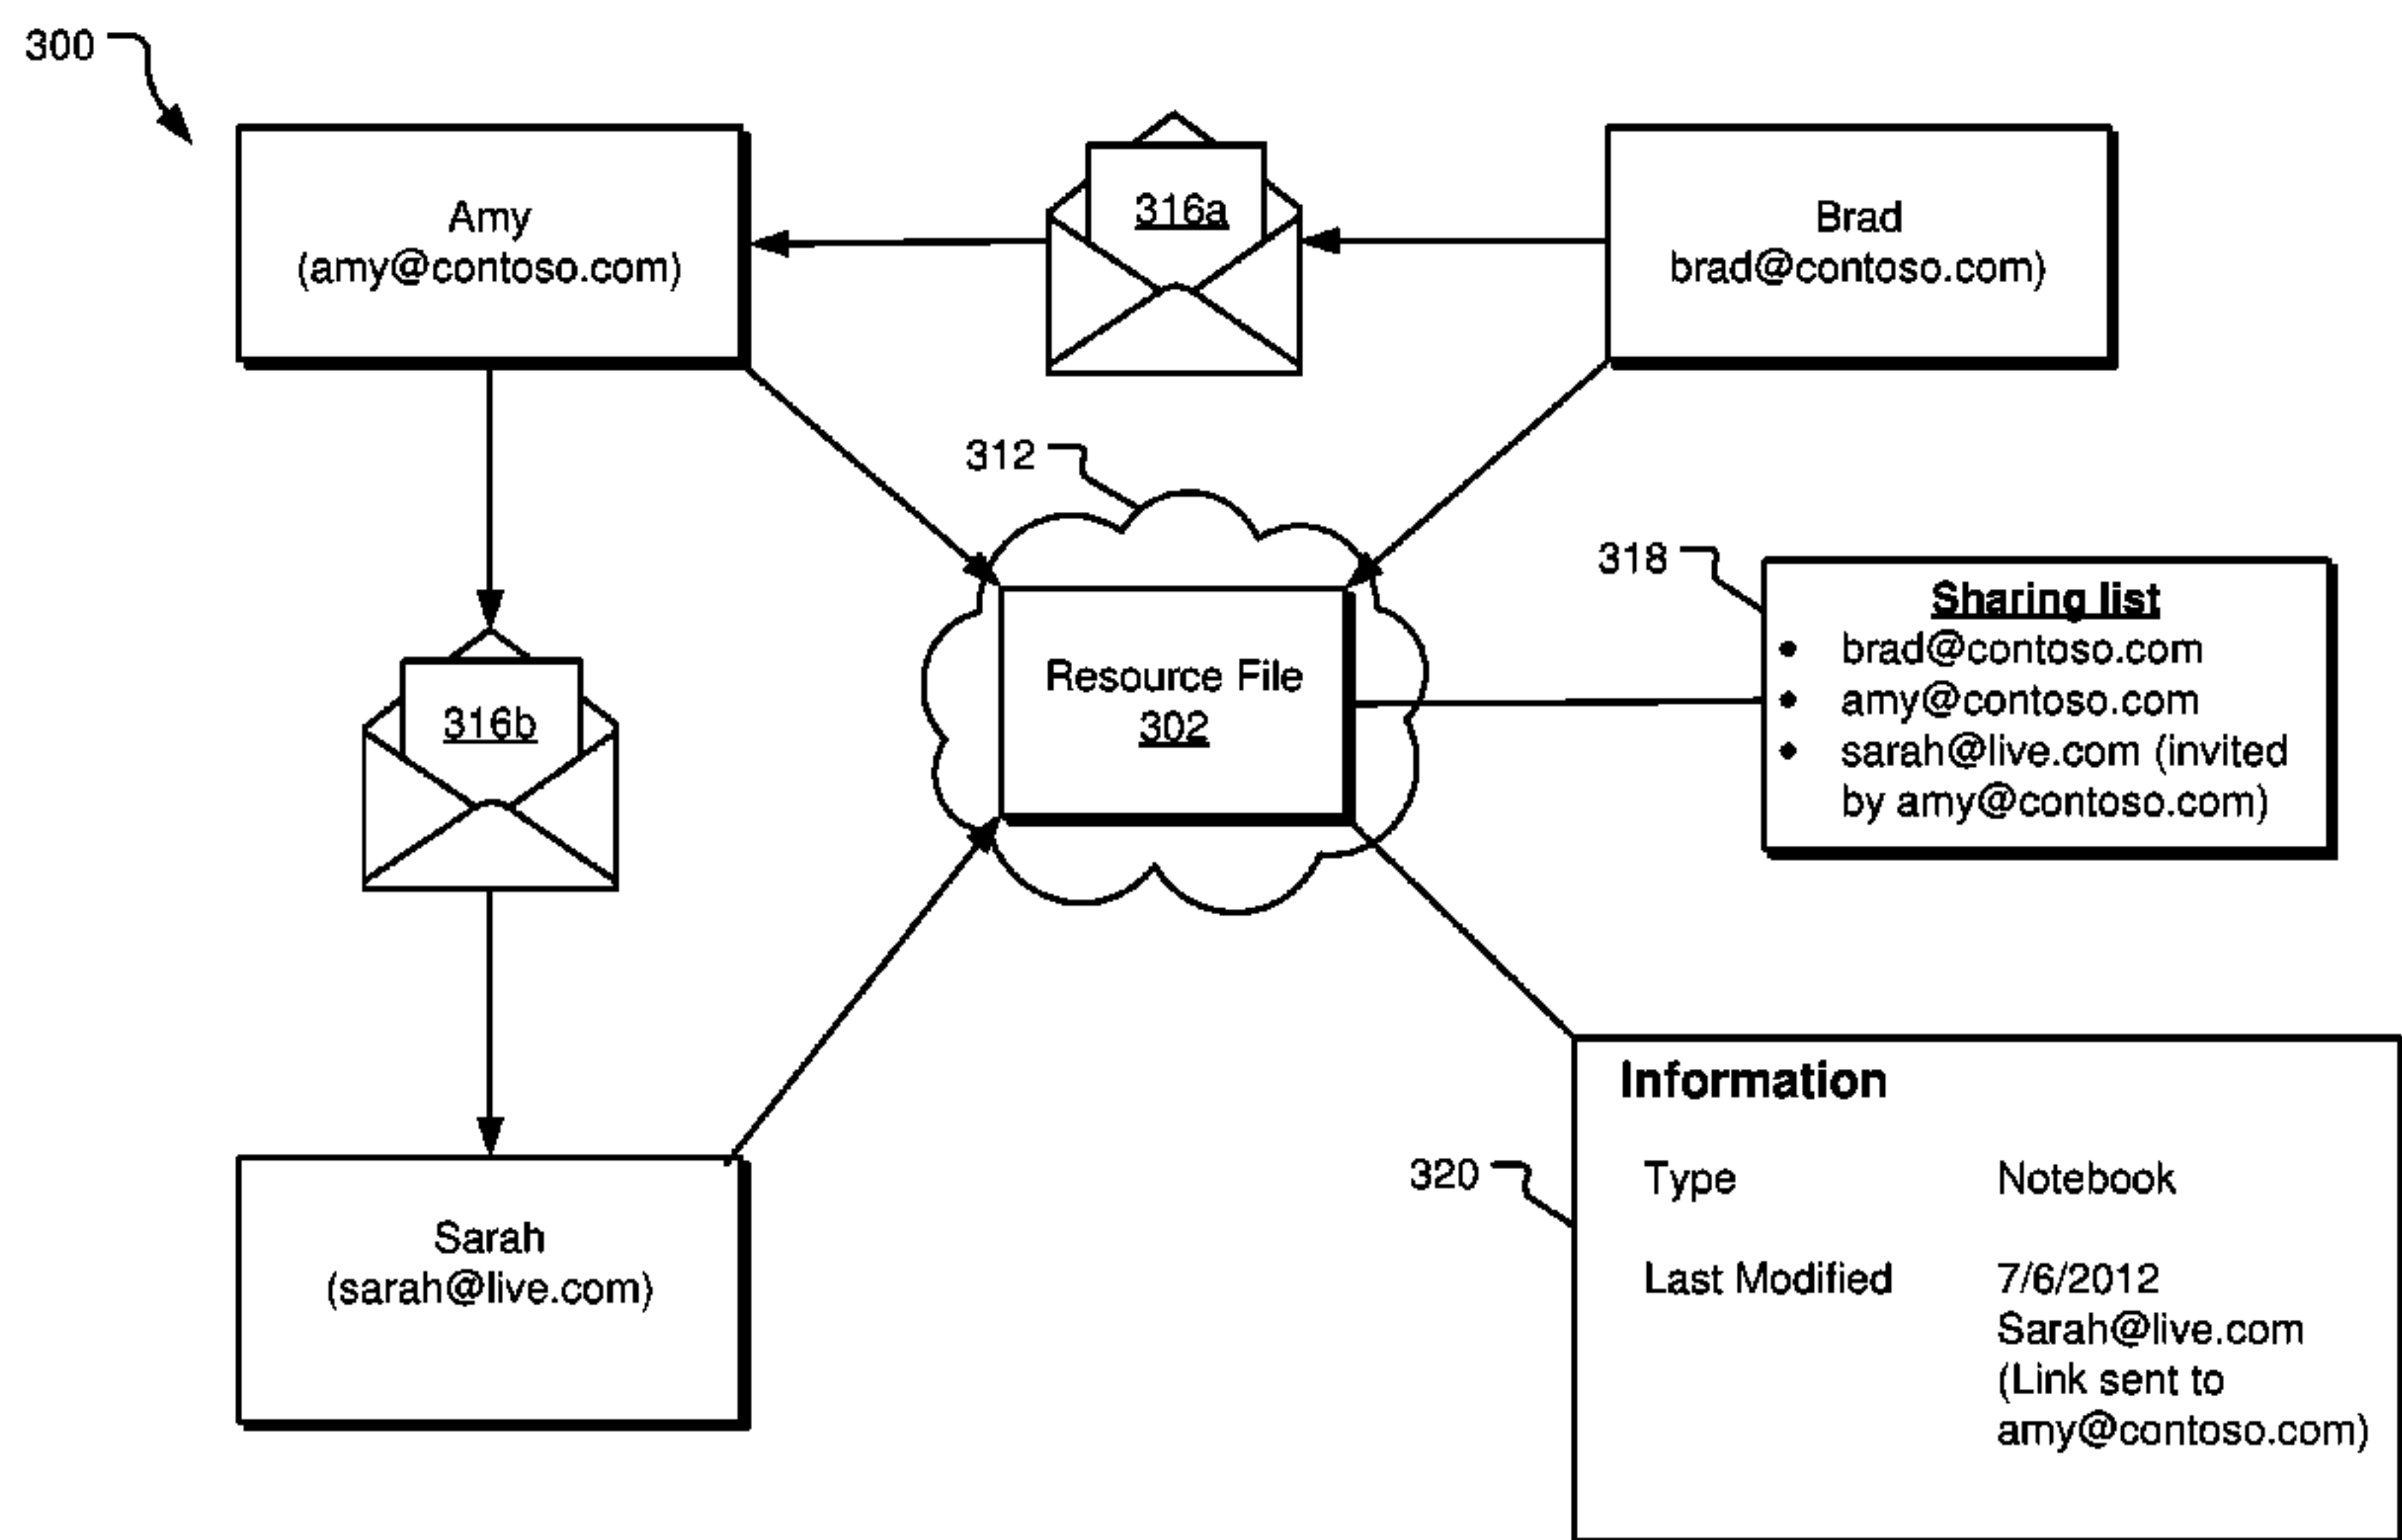 300
Amy
(amy@contoso.com)
316a
Brad
brad@contoso.com)
312
318
Sharing list
• brad@contoso.com
• amy@contoso.com
• sarah@live.com (invited
by amy@contoso.com)
Resource File
302
316b
Information
320
Type Notebook
Last Modified 7/6/2012
Sarah@live.com
(Link sent to
amy@contoso.com)
Sarah
(sarah@live.com)